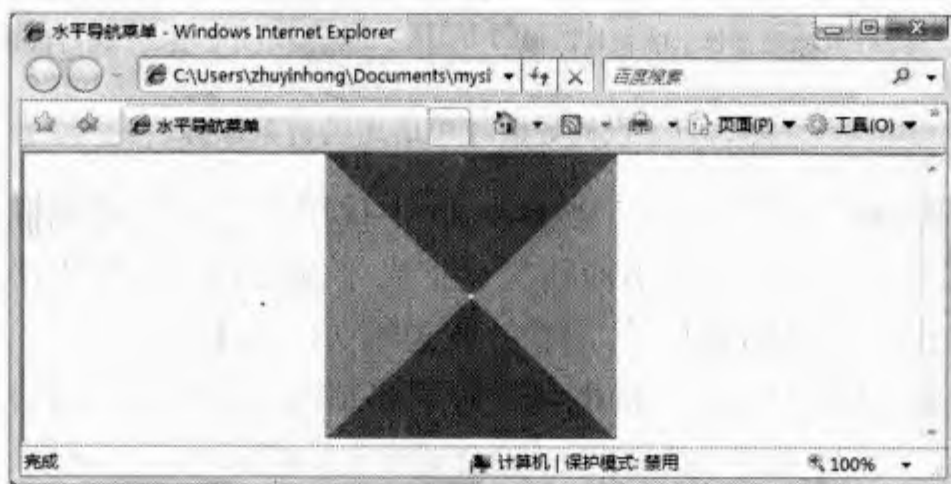 水平导航菜单 - Windows Internet Explorer
C:\Users\zhuyinhong\Documents\mysi
百度搜索
水平导航菜单
页面(P)
工具(O)
完成
计算机 | 保护模式: 禁用
100%